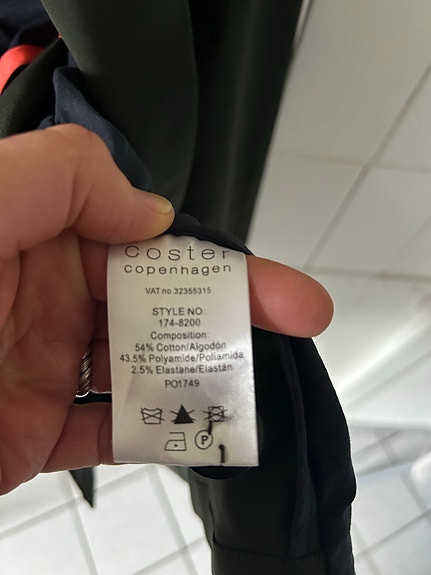 coster
copenhagen
VAT no.32355315
STYLE NO.
174-8200
Composition:
54% Cotton/Algodón
43.5% Polyamide/Poliamida
2.5% Elastane/Elastán
PO1749
P